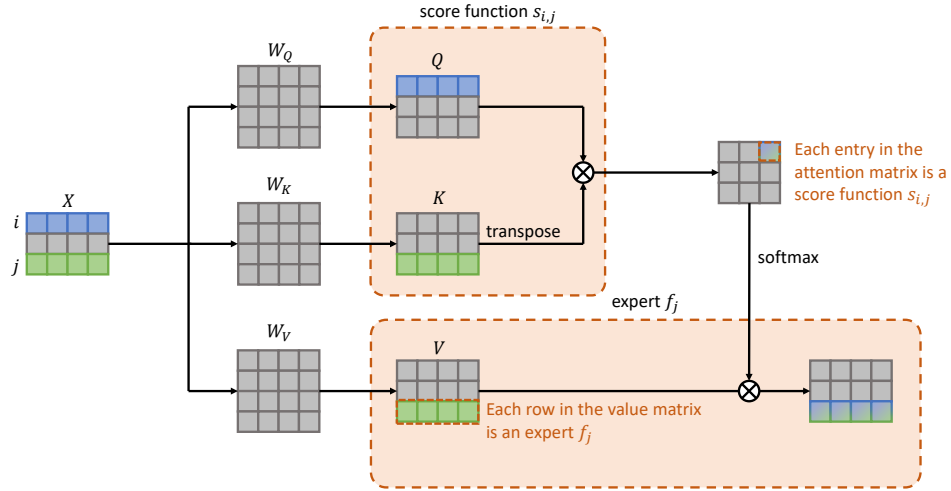 score function $s_{i,j}$
$W_Q$
$Q$
Each entry in the
attention matrix is a
score function $s_{i,j}$
$X$
$i$
$j$
$W_K$
$K$
transpose
softmax
expert $f_j$
$W_V$
$V$
Each row in the value matrix
is an expert $f_j$